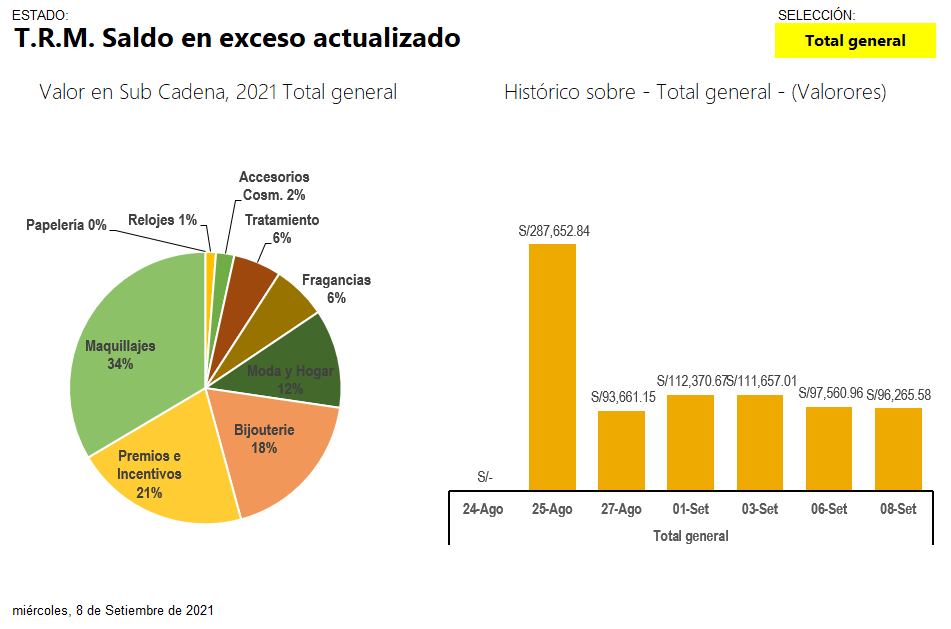 ESTADO:
T.R.M. Saldo en exceso actualizado
SELECCIÓN:
Total general
Valor en Sub Cadena, 2021 Total general
Accesorios
Cosm. 2%
Relojes 1%
Papelería 0%
Tratamiento
6%
Fragancias
6%
Maquillajes
34%
Moda y Hogar
12%
Bijouterie
18%
Premios e
Incentivos
21%
Histórico sobre - Total general - (Valorores)
S/-
S/287,652.84
S/93,661.15
S/112,370.67
S/111,657.01
S/97,560.96
S/96,265.58
24-Ago
25-Ago
27-Ago
01-Set
03-Set
06-Set
08-Set
Total general
miércoles, 8 de Setiembre de 2021